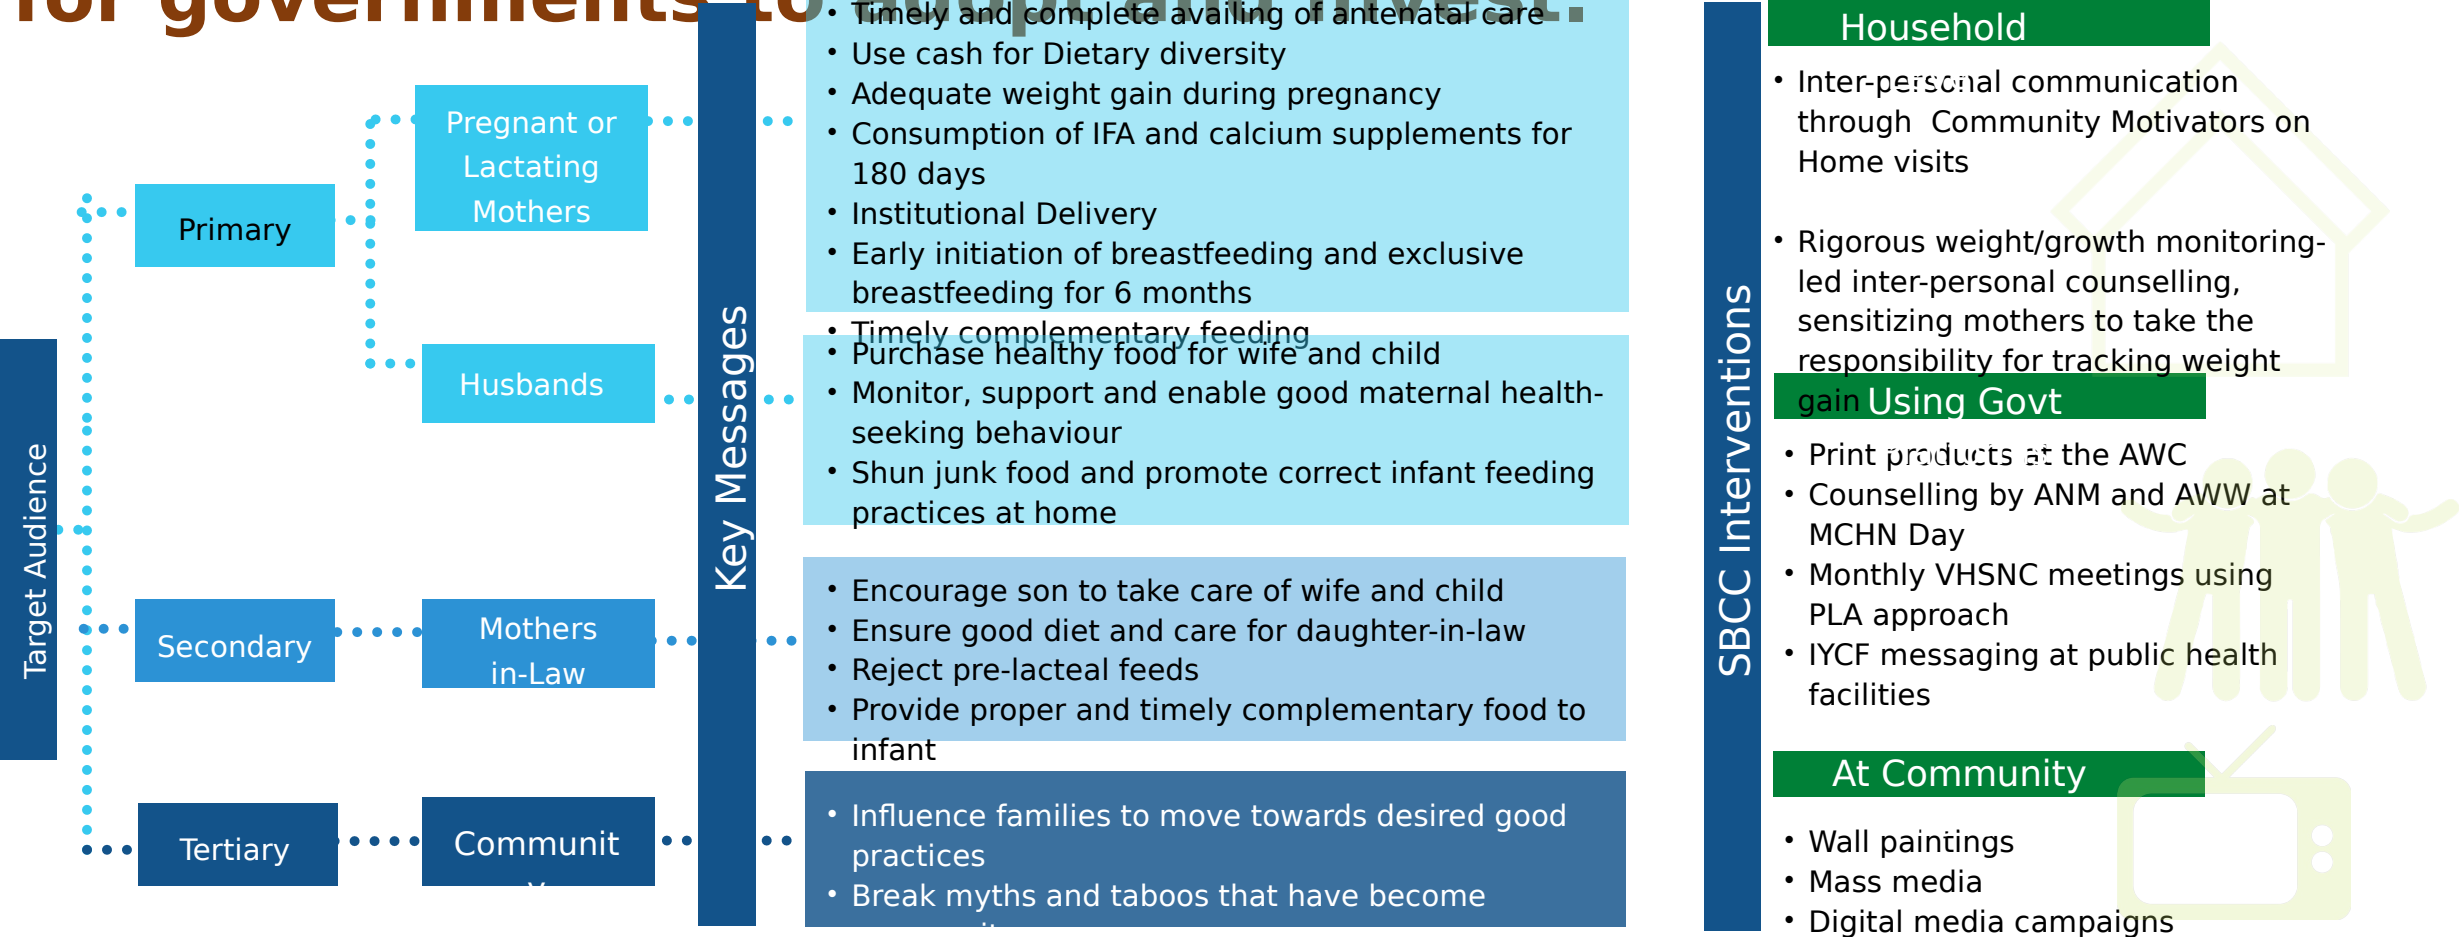 for governments to adopt and invest.
Target Audience
Primary
Secondary
Tertiary
Pregnant or
Lactating
Mothers
Husbands
Mothers
in-Law
Communit
y
Key Messages
• Timely and complete availing of antenatal care
• Use cash for Dietary diversity
• Adequate weight gain during pregnancy
• Consumption of IFA and calcium supplements for
180 days
• Institutional Delivery
• Early initiation of breastfeeding and exclusive
breastfeeding for 6 months
• Timely complementary feeding
• Purchase healthy food for wife and child
• Monitor, support and enable good maternal health-
seeking behaviour
• Shun junk food and promote correct infant feeding
practices at home
• Encourage son to take care of wife and child
• Ensure good diet and care for daughter-in-law
• Reject pre-lacteal feeds
• Provide proper and timely complementary food to
infant
• Influence families to move towards desired good
practices
• Break myths and taboos that have become
SBCC Interventions
Household
• Inter-personal communication
through Community Motivators on
Home visits
• Rigorous weight/growth monitoring-
led inter-personal counselling,
sensitizing mothers to take the
responsibility for tracking weight
gain
Using Govt
• Print products at the AWC
• Counselling by ANM and AWW at
MCHN Day
• Monthly VHSNC meetings using
PLA approach
• IYCF messaging at public health
facilities
At Community
• Wall paintings
• Mass media
• Digital media campaigns